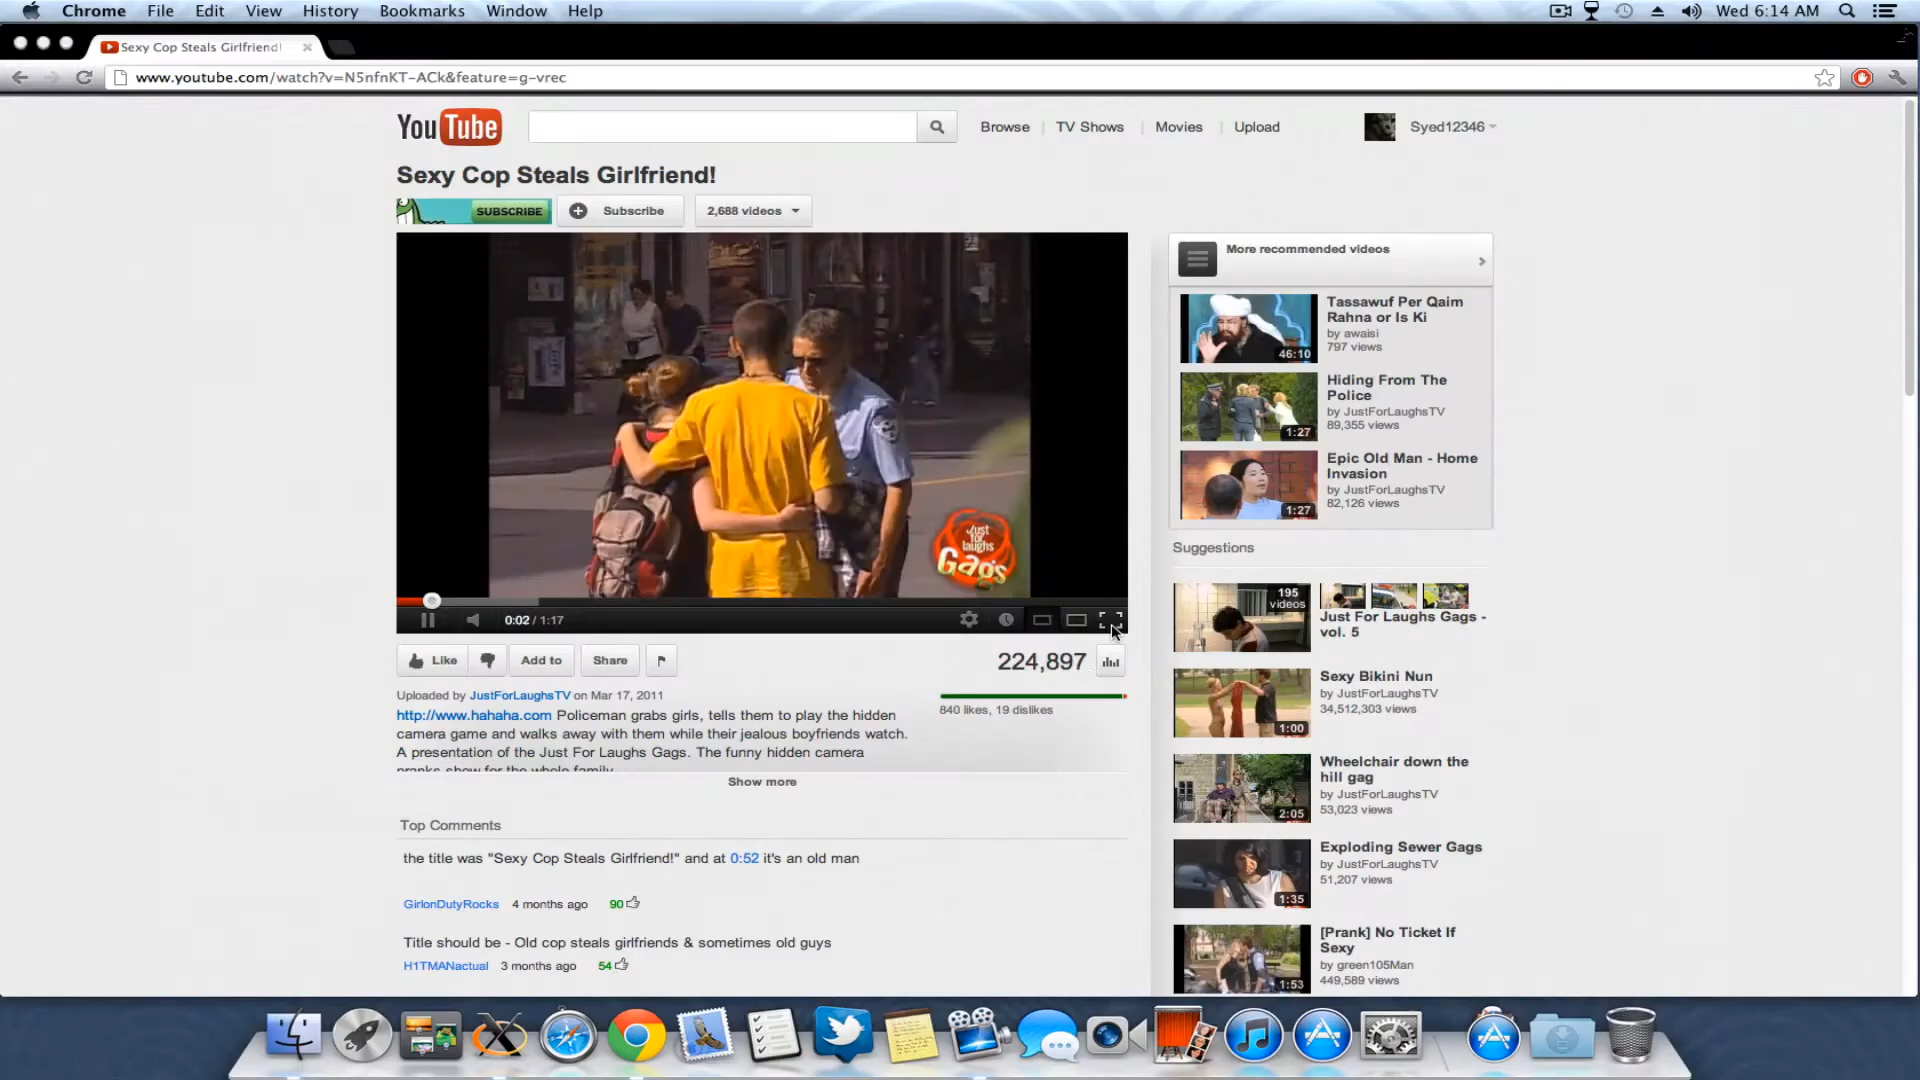 Chrome File Edit View History Bookmarks Window Help
Wed 6:14 AM
Sexy Cop Steals Girlfriend!
www.youtube.com/watch?v=N5nfnKT-ACk&feature=g-vrec
YouTube
Browse TV Shows Movies Upload
Syed12346
Sexy Cop Steals Girlfriend!
SUBSCRIBE
Subscribe
2,688 videos
Just
for
laughs
Gags
0:02 / 1:17
Like
Add to
Share
224,897
Uploaded by JustForLaughsTV on Mar 17, 2011
http://www.hahaha.com Policeman grabs girls, tells them to play the hidden
camera game and walks away with them while their jealous boyfriends watch.
A presentation of the Just For Laughs Gags. The funny hidden camera
pranks show for the whole family
840 likes, 19 dislikes
Show more
Top Comments
the title was "Sexy Cop Steals Girlfriend!" and at 0:52 it's an old man
GirlonDutyRocks 4 months ago 90
Title should be - Old cop steals girlfriends & sometimes old guys
H1TMANactual 3 months ago 54
More recommended videos
46:10
Tassawuf Per Qaim
Rahna or Is Ki
by awaisi
797 views
1:27
Hiding From The
Police
by JustForLaughsTV
89,355 views
1:27
Epic Old Man - Home
Invasion
by JustForLaughsTV
82,126 views
Suggestions
195
videos
Just For Laughs Gags -
vol. 5
1:00
Sexy Bikini Nun
by JustForLaughsTV
34,512,303 views
2:05
Wheelchair down the
hill gag
by JustForLaughsTV
53,023 views
1:35
Exploding Sewer Gags
by JustForLaughsTV
51,207 views
1:53
[Prank] No Ticket If
Sexy
by green105Man
449,589 views